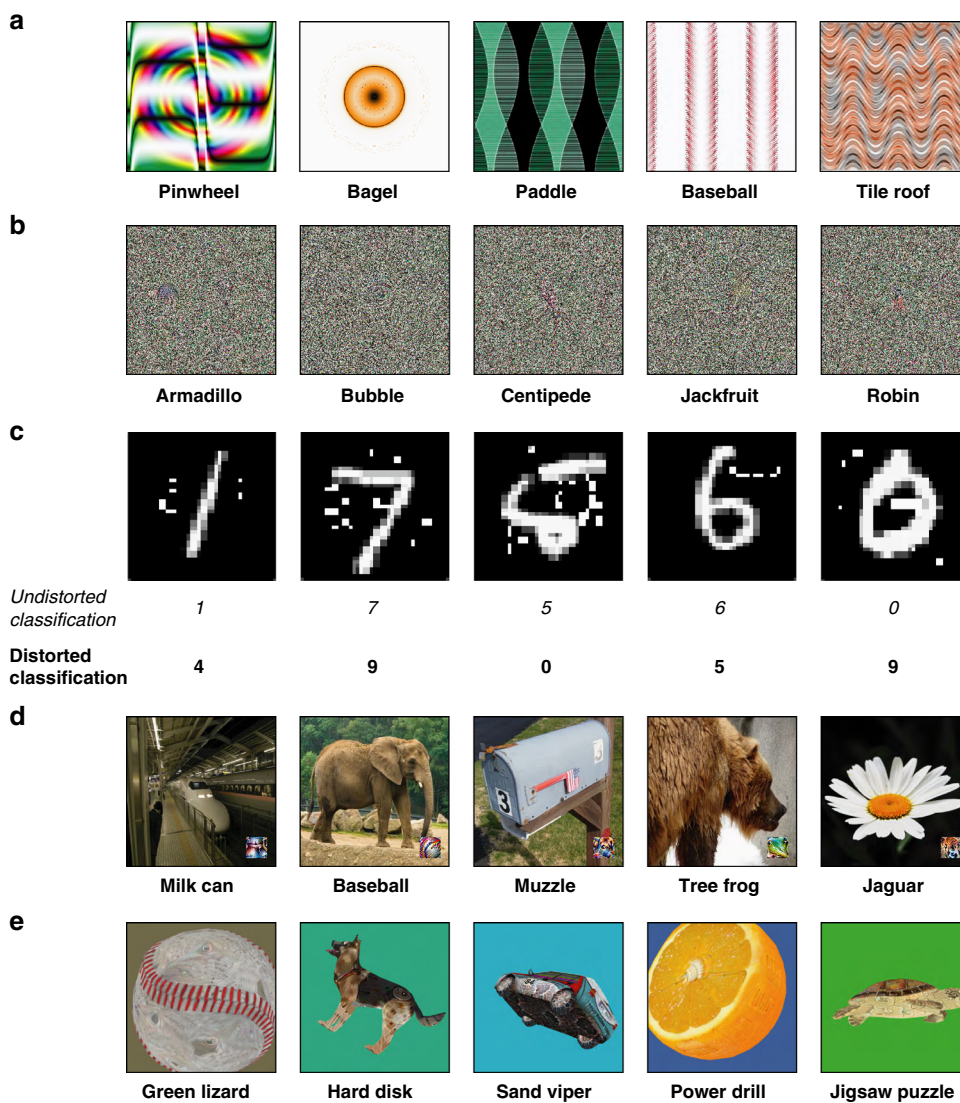 a
Pinwheel Bagel Paddle Baseball Tile roof
b
Armadillo Bubble Centipede Jackfruit Robin
c
Undistorted
classification 1 7 5 6 0
Distorted
classification 4 9 0 5 9
d
3
Milk can Baseball Muzzle Tree frog Jaguar
e
Green lizard Hard disk Sand viper Power drill Jigsaw puzzle